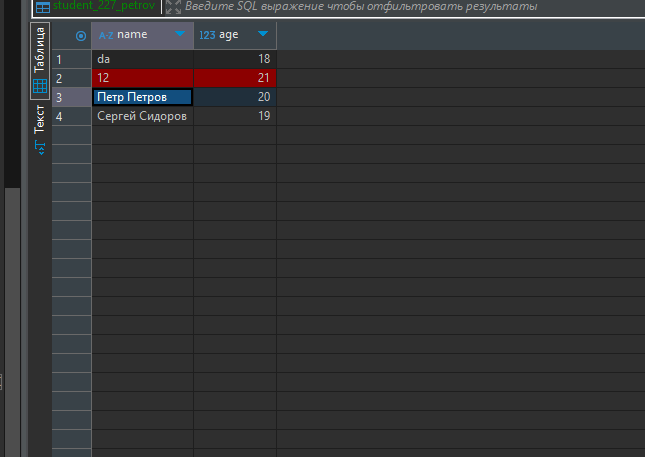 student_227_petrov Введите SQL выражение чтобы отфильтровать результаты
Таблица
Текст
A-Z name 123 age
1 da 18
2 12 21
3 Петр Петров 20
4 Сергей Сидоров 19